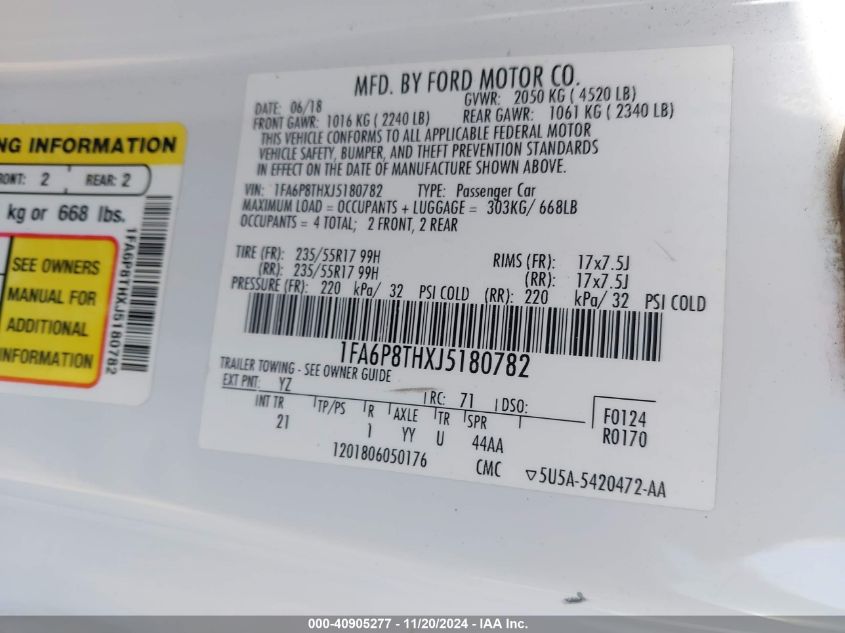 NG INFORMATION
RONT: 2 REAR: 2
kg or 668 lbs.
SEE OWNERS
MANUAL FOR
ADDITIONAL
INFORMATION
1FA6P8THXJ5180782
MFD. BY FORD MOTOR CO.
DATE: 06/18 GVWR: 2050 KG ( 4520 LB)
FRONT GAWR: 1016 KG ( 2240 LB) REAR GAWR: 1061 KG ( 2340 LB)
THIS VEHICLE CONFORMS TO ALL APPLICABLE FEDERAL MOTOR
VEHICLE SAFETY, BUMPER, AND THEFT PREVENTION STANDARDS
IN EFFECT ON THE DATE OF MANUFACTURE SHOWN ABOVE.
VIN: 1FA6P8THXJ5180782 TYPE: Passenger Car
MAXIMUM LOAD = OCCUPANTS + LUGGAGE = 303KG/ 668LB
OCCUPANTS = 4 TOTAL; 2 FRONT, 2 REAR
TIRE (FR): 235/55R17 99H RIMS (FR): 17x7.5J
(RR): 235/55R17 99H (RR): 17x7.5J
PRESSURE (FR): 220 kPa/ 32 PSI COLD (RR): 220 kPa/ 32 PSI COLD
1FA6P8THXJ5180782
TRAILER TOWING - SEE OWNER GUIDE
EXT PNT: YZ RC: 71 DSO:
INT TR TP/PS R AXLE TR SPR
21 1 YY U 44AA
F0124
R0170
1201806050176 CMC ▽5U5A-5420472-AA
000-40905277 - 11/20/2024 - IAA Inc.